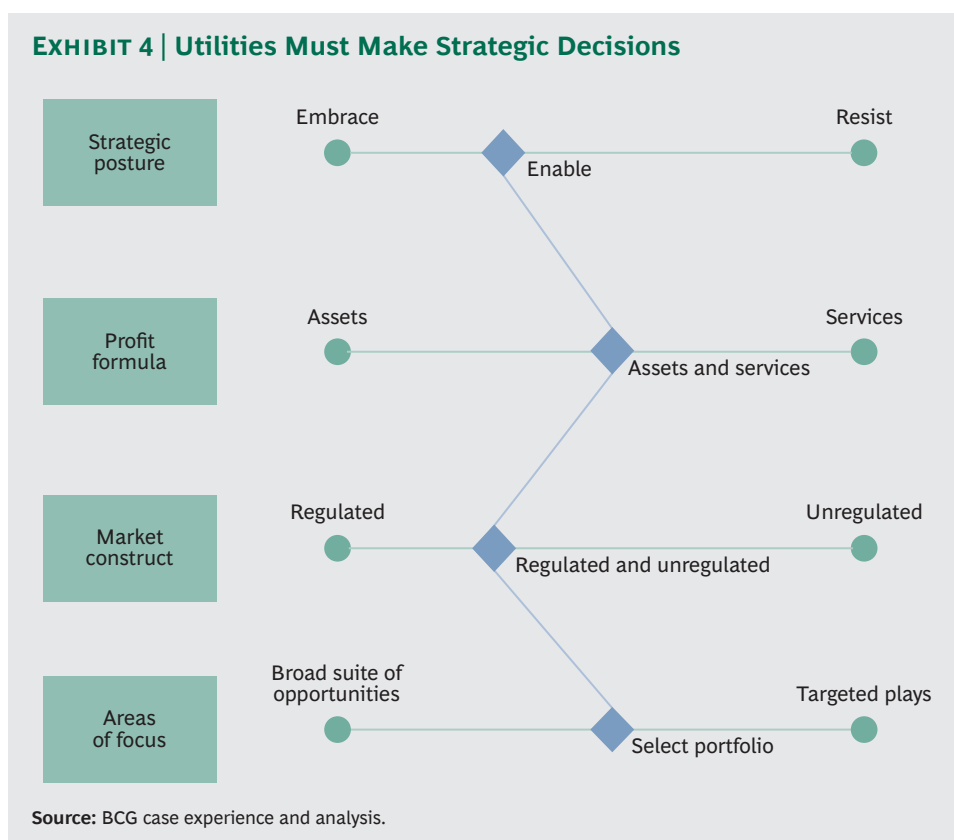 EXHIBIT 4 | Utilities Must Make Strategic Decisions
Strategic
posture
Embrace
Resist
Enable
Profit
formula
Assets
Services
Assets and services
Market
construct
Regulated
Unregulated
Regulated and unregulated
Areas
of focus
Broad suite of
opportunities
Targeted plays
Select portfolio
Source: BCG case experience and analysis.